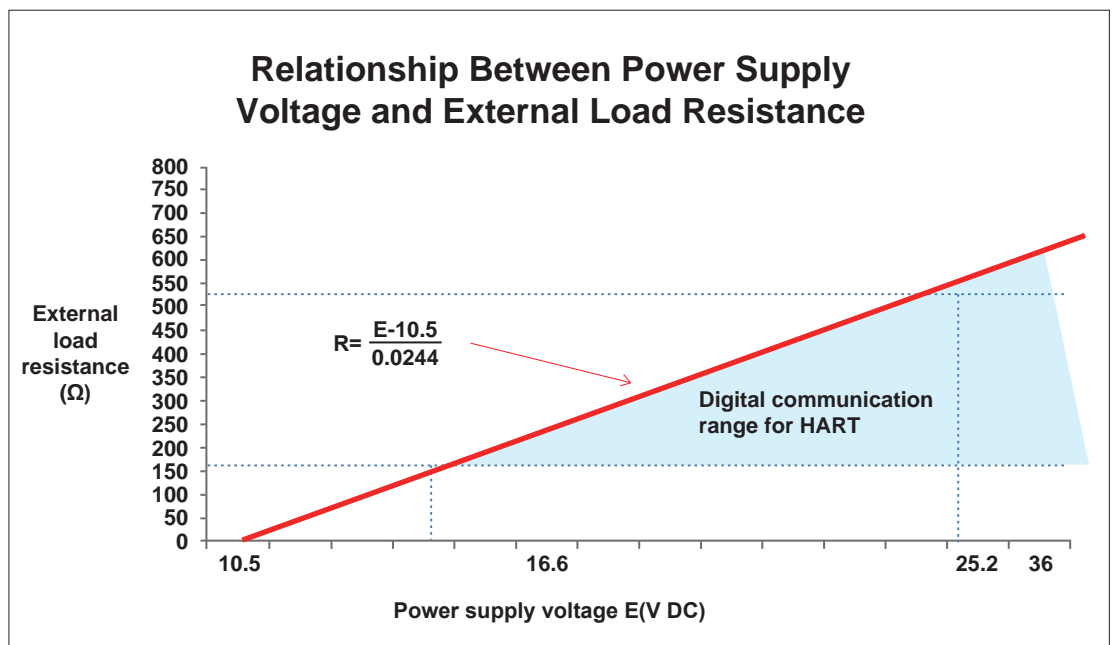 Relationship Between Power Supply
Voltage and External Load Resistance
800
750
700
650
600
550
500
450
400
350
300
250
200
150
100
50
0
External
load
resistance
(Ω)
R= E-10.5
0.0244
Digital communication
range for HART
10.5 16.6 25.2 36
Power supply voltage E(V DC)